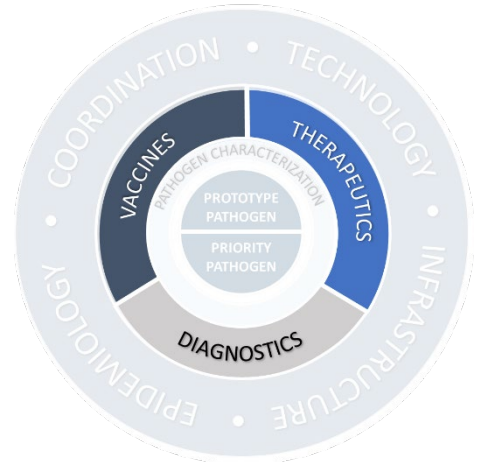 COORDINATION • TECHNOLOGY • INFRASTRUCTURE • EPIDEMIOLOGY •
VACCINES
THERAPEUTICS
DIAGNOSTICS
PATHOGEN CHARACTERIZATION
PROTOTYPE
PATHOGEN
PRIORITY
PATHOGEN